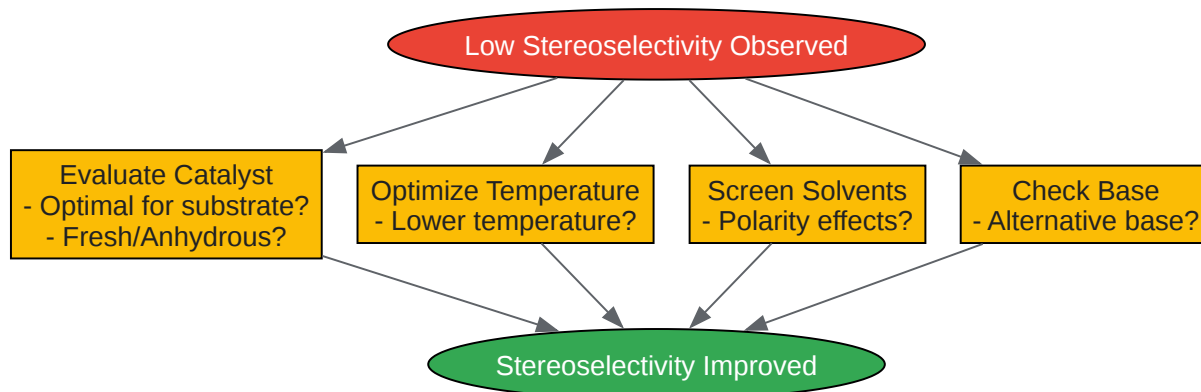 Low Stereoselectivity Observed
Evaluate Catalyst
- Optimal for substrate?
- Fresh/Anhydrous?
Optimize Temperature
- Lower temperature?
Screen Solvents
- Polarity effects?
Check Base
- Alternative base?
Stereoselectivity Improved